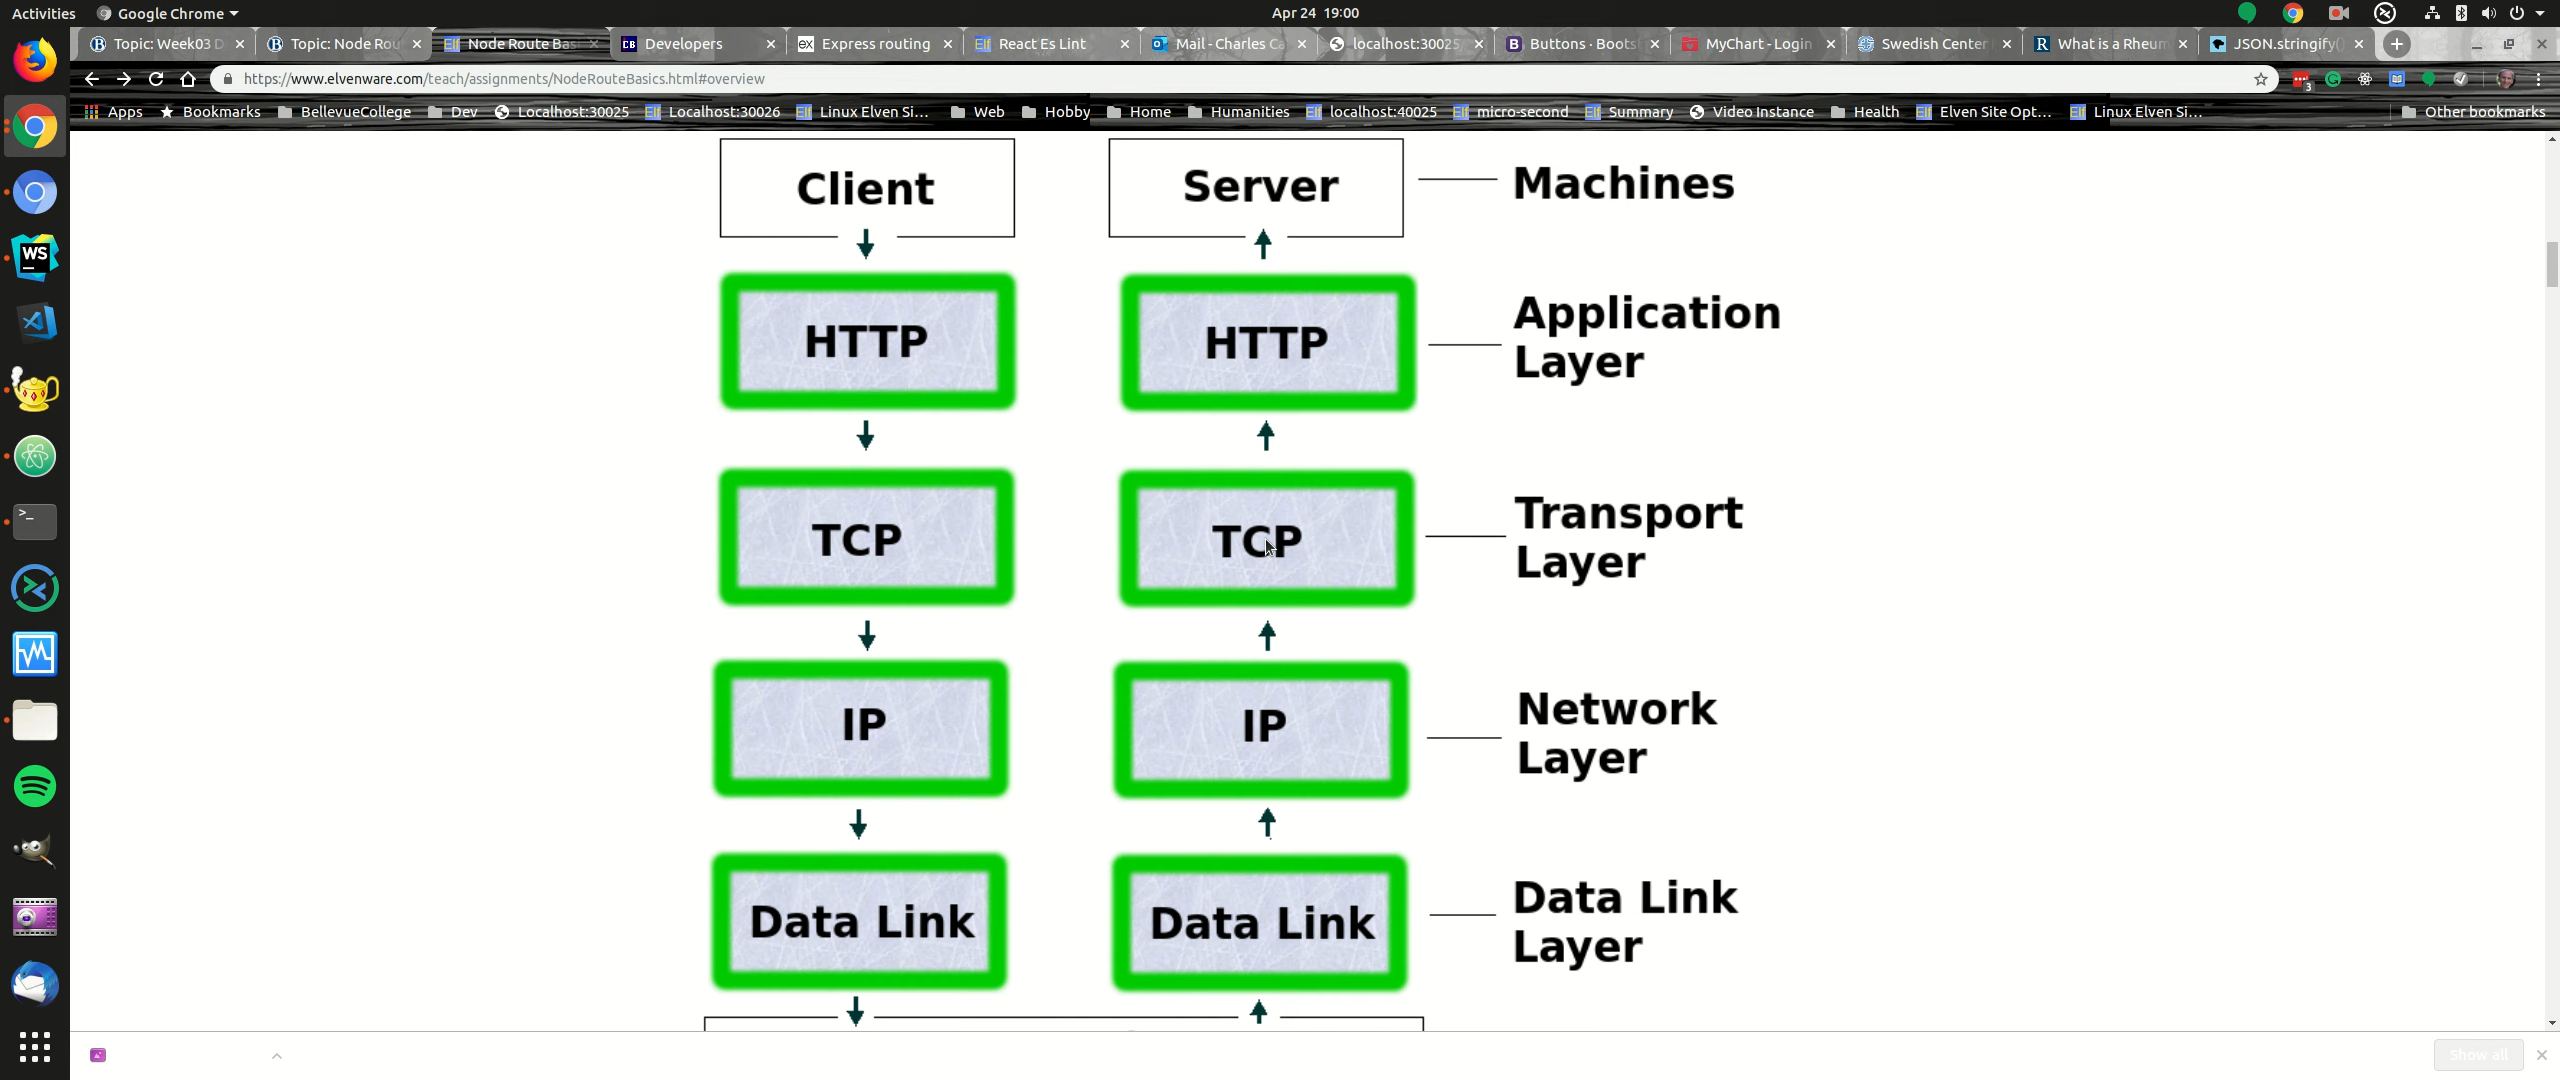 Activities Google Chrome Apr 24 19:00
Topic: Week03 D Topic: Node Rou Node Route Bas Developers Express routing React Es Lint Mail - Charles Ca localhost:30025 Buttons · Boots MyChart - Login Swedish Center What is a Rheum JSON.stringify()
https://www.elvenware.com/teach/assignments/NodeRouteBasics.html#overview
3
Apps Bookmarks BellevueCollege Dev Localhost:30025 Localhost:30026 Linux Elven Si... Web Hobby Home Humanities localhost:40025 micro-second Summary Video Instance Health Elven Site Opt... Linux Elven Si... Other bookmarks
Client Server Machines
HTTP HTTP Application
Layer
TCP TCP Transport
Layer
IP IP Network
Layer
Data Link Data Link Data Link
Layer
Show all